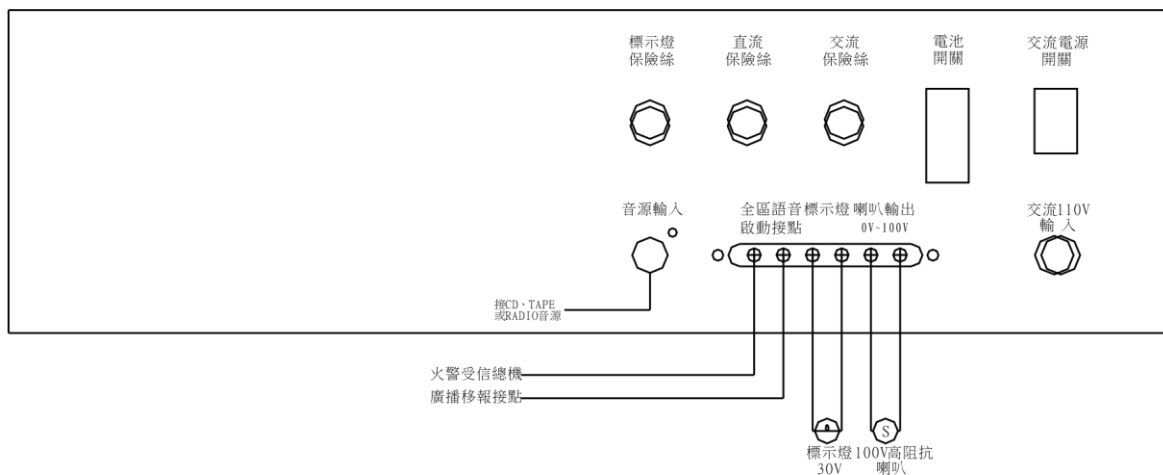 標示燈
保險絲
直流
保險絲
交流
保險絲
電池
開關
交流電源
開關
音源輸入
全區語音 標示燈 喇叭輸出
啟動接點 0V~100V
交流110V
輸 入
接CD、TAPE
或RADIO音源
火警受信總機
廣播移報接點
S
標示燈
30V
100V高阻抗
喇叭